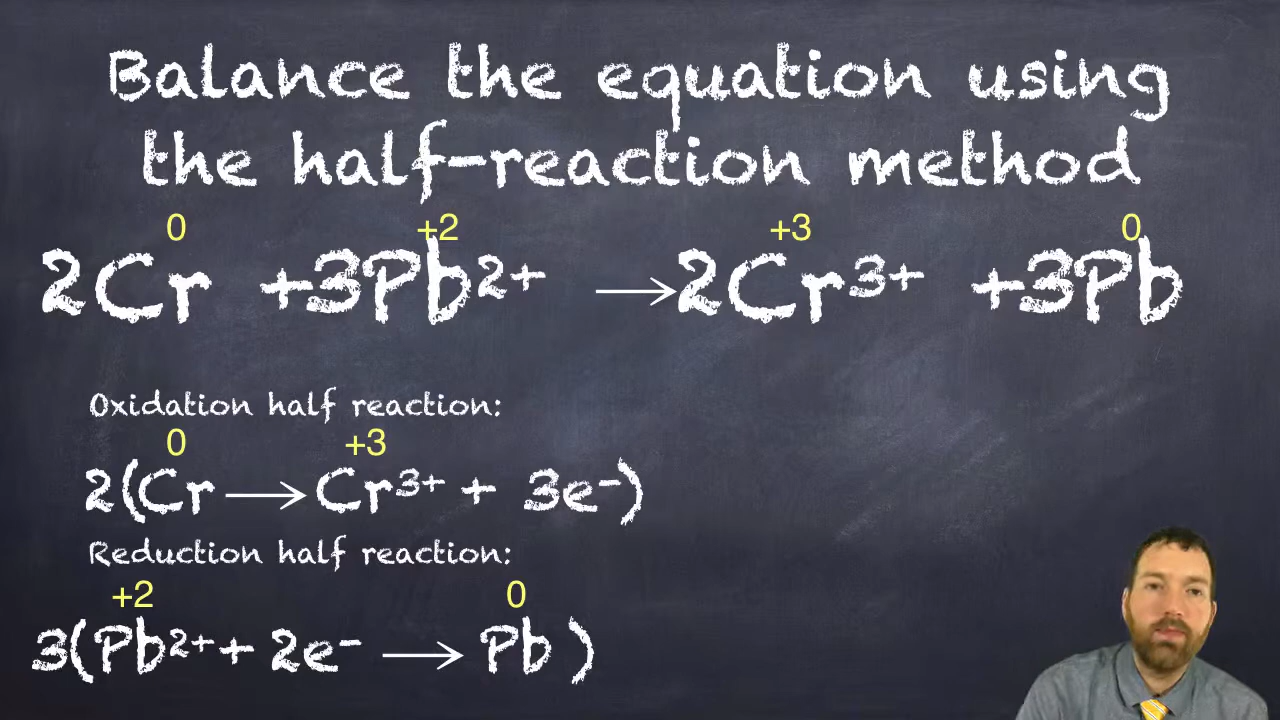 Balance the equation using
the half-reaction method
0 +2 +3 0
2Cr +3Pb²⁺ → 2Cr³⁺ +3Pb
Oxidation half reaction:
0 +3
2(Cr → Cr³⁺ + 3e⁻)
Reduction half reaction:
+2 0
3(Pb²⁺ + 2e⁻ → Pb )